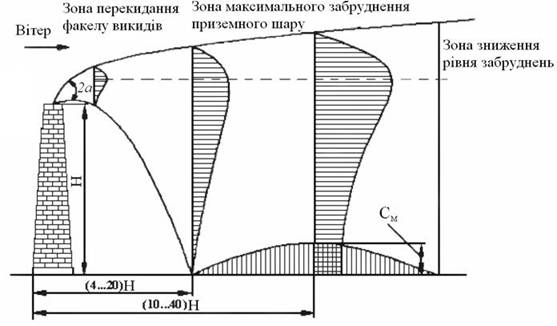 Зона перекидання
факелу викидів
Зона максимального забруднення
приземного шару
Вітер
Зона зниження
рівня забруднень
2a
H
См
(4...20)H
(10...40)H